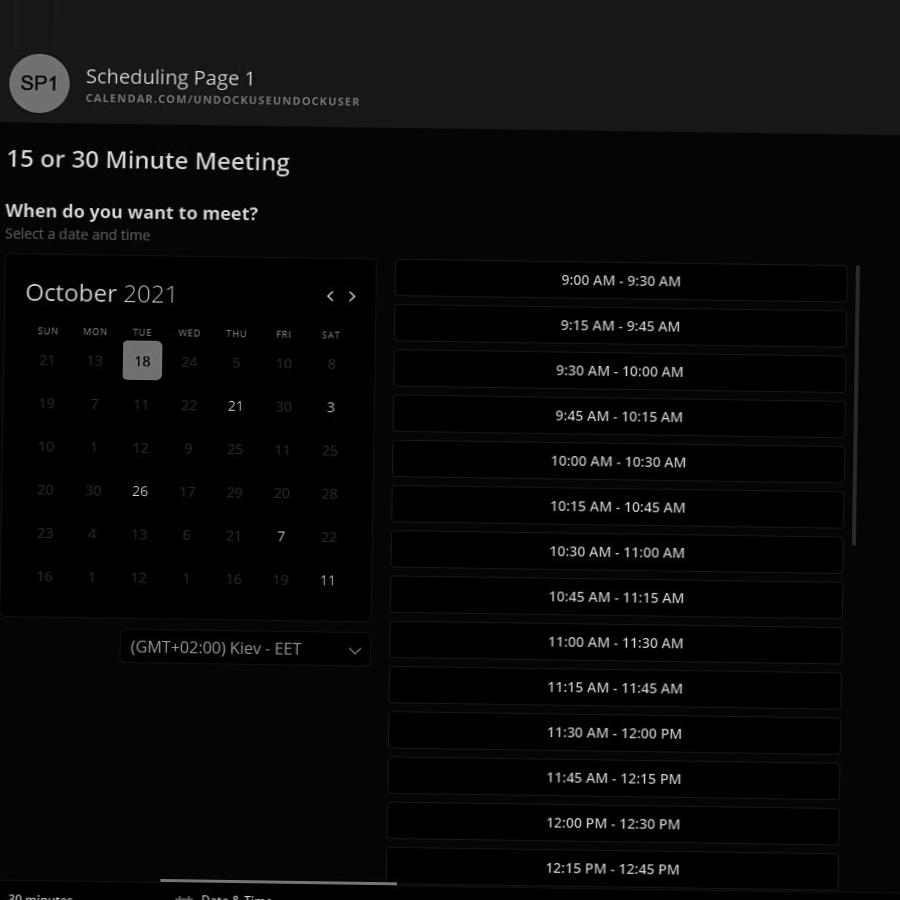 SP1
Scheduling Page 1
CALENDAR.COM/UNDOCKUSEUNDOCKUSER
15 or 30 Minute Meeting
When do you want to meet?
Select a date and time
October 2021
SUN MON TUE WED THU FRI SAT
21 13 18 24 5 10 8
19 7 11 22 21 30 3
10 1 12 9 25 11 25
20 30 26 17 29 20 28
23 4 13 6 21 7 22
16 1 12 1 16 19 11
(GMT+02:00) Kiev - EET
9:00 AM - 9:30 AM
9:15 AM - 9:45 AM
9:30 AM - 10:00 AM
9:45 AM - 10:15 AM
10:00 AM - 10:30 AM
10:15 AM - 10:45 AM
10:30 AM - 11:00 AM
10:45 AM - 11:15 AM
11:00 AM - 11:30 AM
11:15 AM - 11:45 AM
11:30 AM - 12:00 PM
11:45 AM - 12:15 PM
12:00 PM - 12:30 PM
12:15 PM - 12:45 PM
30 minutes
Date & Time